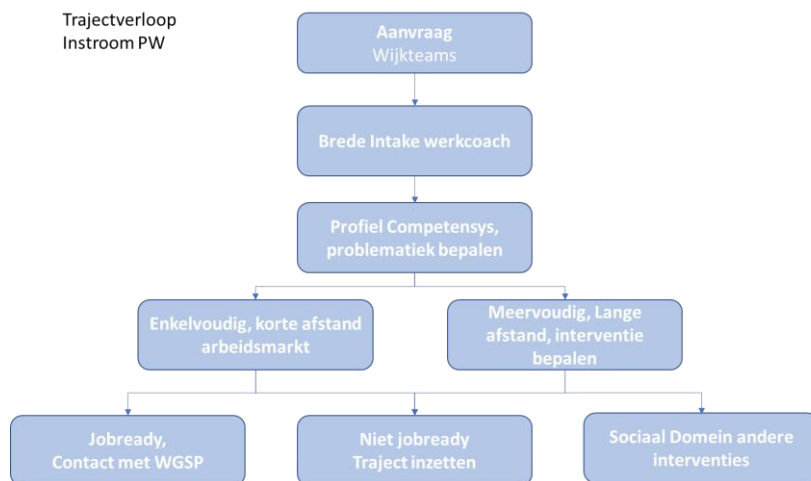 Trajectverloop
Instroom PW
Aanvraag
Wijkteams
Brede Intake werkcoach
Profiel Competensys,
problematiek bepalen
Enkelvoudig, korte afstand
arbeidsmarkt
Meervoudig, Lange
afstand, interventie
bepalen
Jobready,
Contact met WGSP
Niet jobready
Traject inzetten
Sociaal Domein andere
interventies